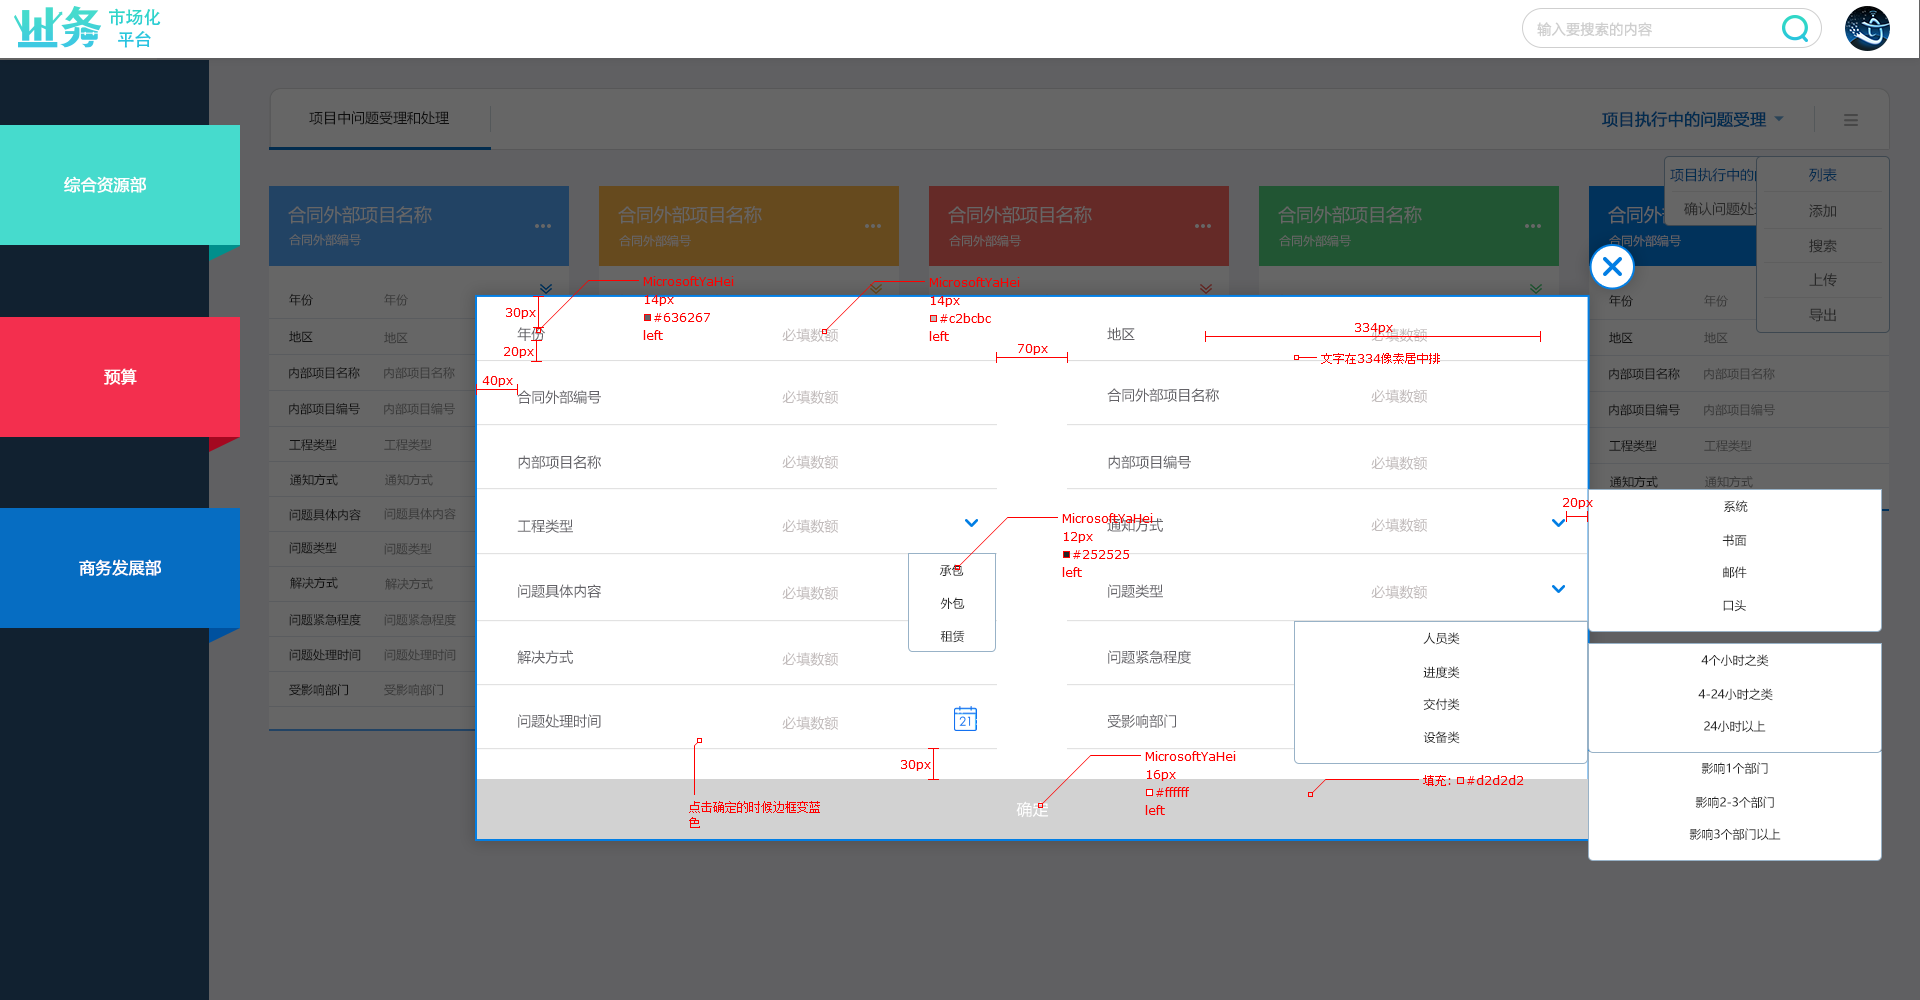 业务
市场化
平台
输入要搜索的内容
综合资源部
预算
商务发展部
项目中问题受理和处理
项目执行中的问题受理
项目执行中的
确认问题处
列表
添加
搜索
上传
导出
合同外部项目名称
合同外部编号
合同外部项目名称
合同外部编号
合同外部项目名称
合同外部编号
合同外部项目名称
合同外部编号
合同外
合同外部编号
年份 年份
地区 地区
内部项目名称 内部项目名称
内部项目编号 内部项目编号
工程类型 工程类型
通知方式 通知方式
问题具体内容 问题具体内容
问题类型 问题类型
解决方式 解决方式
问题紧急程度 问题紧急程度
问题处理时间 问题处理时间
受影响部门 受影响部门
年份 年份
地区 地区
内部项目名称 内部项目名称
内部项目编号 内部项目编号
工程类型 工程类型
通知方式 通知方式
MicrosoftYaHei
14px
#636267
left
MicrosoftYaHei
14px
#c2bcbc
left
30px
20px
40px
70px
334px
文字在334像素居中排
年份 必填数额
地区 必填数额
合同外部编号 必填数额
合同外部项目名称 必填数额
内部项目名称 必填数额
内部项目编号 必填数额
工程类型 必填数额
通知方式 必填数额
20px
MicrosoftYaHei
12px
#252525
left
承包
外包
租赁
问题具体内容 必填数额
问题类型 必填数额
解决方式 必填数额
问题紧急程度
问题处理时间 必填数额
21
受影响部门
人员类
进度类
交付类
设备类
系统
书面
邮件
口头
4个小时之类
4-24小时之类
24小时以上
影响1个部门
影响2-3个部门
影响3个部门以上
30px
MicrosoftYaHei
16px
#ffffff
left
填充: #d2d2d2
点击确定的时候边框变蓝
色
确定